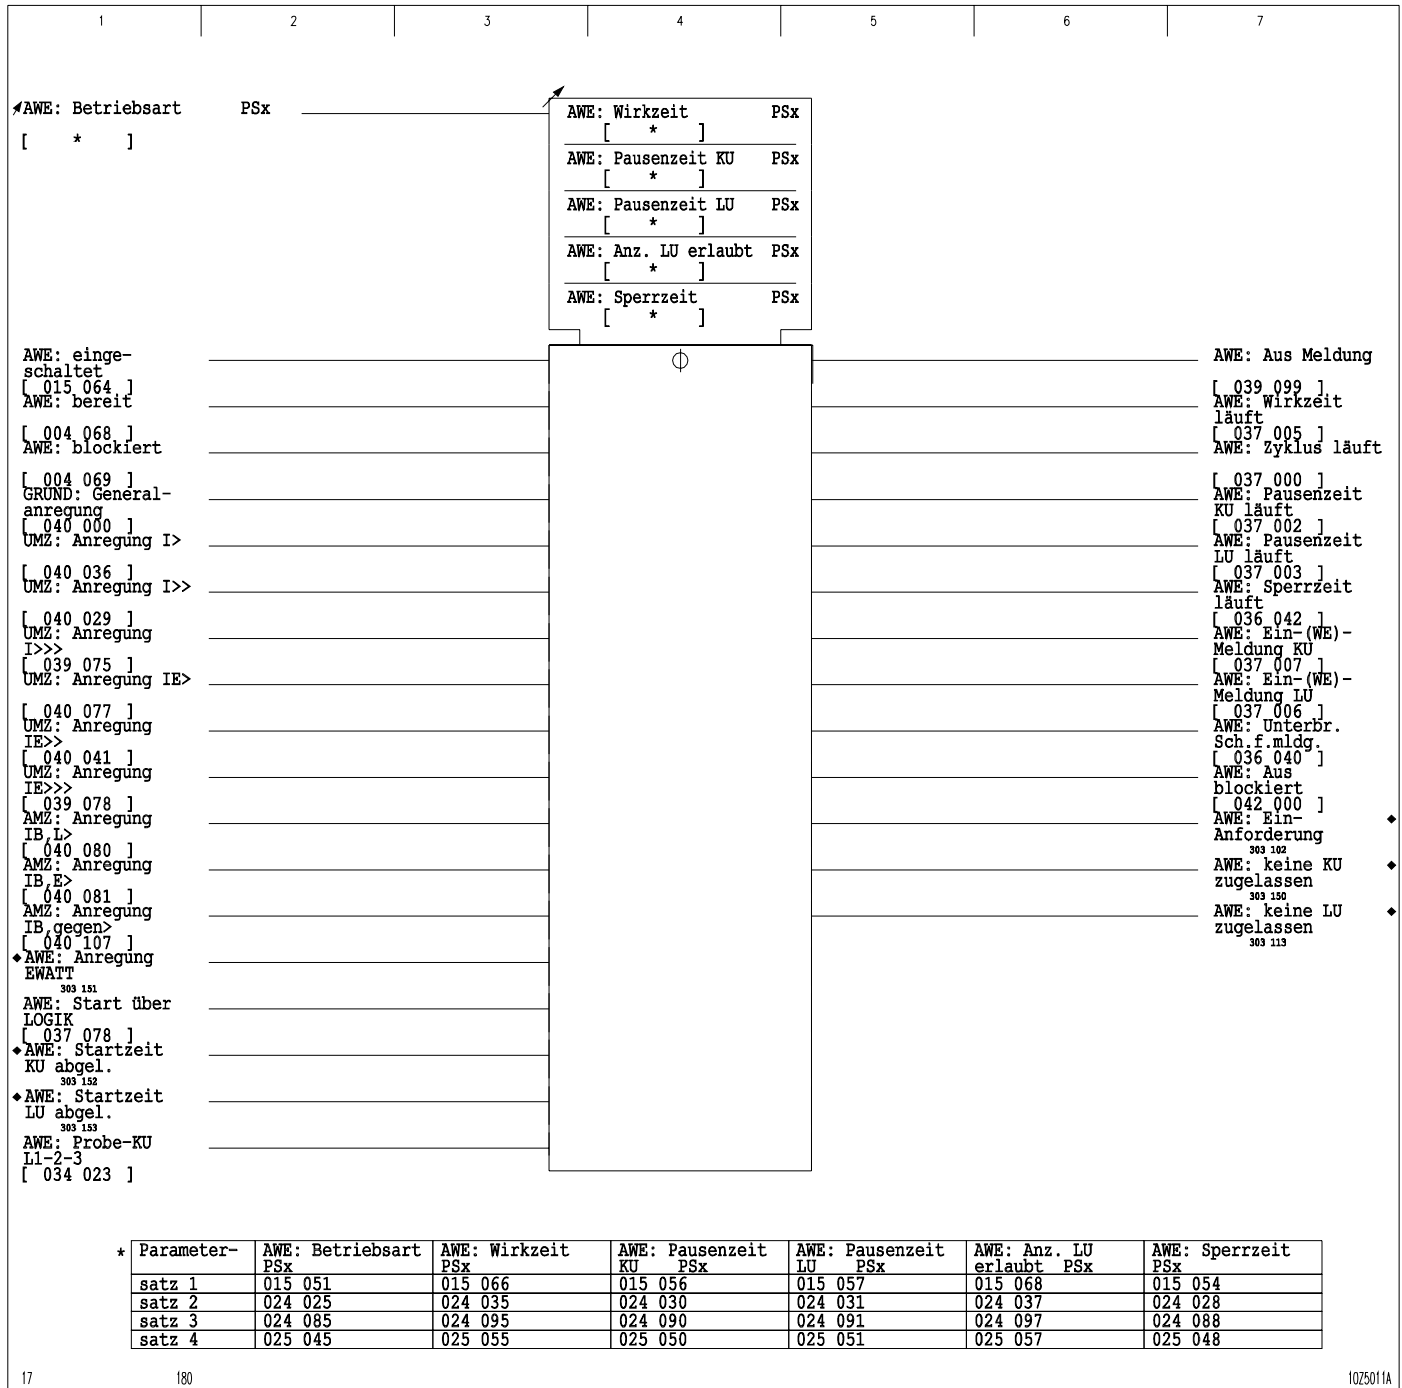 1 2 3 4 5 6 7
AWE: Betriebsart PSx
[ * ]
AWE: Wirkzeit PSx
[ * ]
AWE: Pausenzeit KU PSx
[ * ]
AWE: Pausenzeit LU PSx
[ * ]
AWE: Anz. LU erlaubt PSx
[ * ]
AWE: Sperrzeit PSx
[ * ]
AWE: einge-
schaltet
[ 015 064 ]
AWE: bereit
[ 004 068 ]
AWE: blockiert
[ 004 069 ]
GRUND: General-
anregung
[ 040 000 ]
UMZ: Anregung I>
[ 040 036 ]
UMZ: Anregung I>>
[ 040 029 ]
UMZ: Anregung
I>>>
[ 039 075 ]
UMZ: Anregung IE>
[ 040 077 ]
UMZ: Anregung
IE>>
[ 040 041 ]
UMZ: Anregung
IE>>>
[ 039 078 ]
AMZ: Anregung
IB,L>
[ 040 080 ]
AMZ: Anregung
IB,E>
[ 040 081 ]
AMZ: Anregung
IB,gegen>
[ 040 107 ]
◆AWE: Anregung
EWATT
303 151
AWE: Start über
LOGIK
[ 037 078 ]
◆AWE: Startzeit
KU abgel.
303 152
◆AWE: Startzeit
LU abgel.
303 153
AWE: Probe-KU
L1-2-3
[ 034 023 ]
AWE: Aus Meldung
[ 039 099 ]
AWE: Wirkzeit
läuft
[ 037 005 ]
AWE: Zyklus läuft
[ 037 000 ]
AWE: Pausenzeit
KU läuft
[ 037 002 ]
AWE: Pausenzeit
LU läuft
[ 037 003 ]
AWE: Sperrzeit
läuft
[ 036 042 ]
AWE: Ein-(WE)-
Meldung KU
[ 037 007 ]
AWE: Ein-(WE)-
Meldung LU
[ 037 006 ]
AWE: Unterbr.
Sch.f.mldg.
[ 036 040 ]
AWE: Aus
blockiert
[ 042 000 ]
AWE: Ein- ◆
Anforderung
303 102
AWE: keine KU ◆
zugelassen
303 150
AWE: keine LU ◆
zugelassen
303 113
* Parameter- AWE: Betriebsart AWE: Wirkzeit AWE: Pausenzeit AWE: Pausenzeit AWE: Anz. LU AWE: Sperrzeit
PSx PSx KU PSx LU PSx erlaubt PSx PSx
satz 1 015 051 015 066 015 056 015 057 015 068 015 054
satz 2 024 025 024 035 024 030 024 031 024 037 024 028
satz 3 024 085 024 095 024 090 024 091 024 097 024 088
satz 4 025 045 025 055 025 050 025 051 025 057 025 048
17 180 10Z5011A